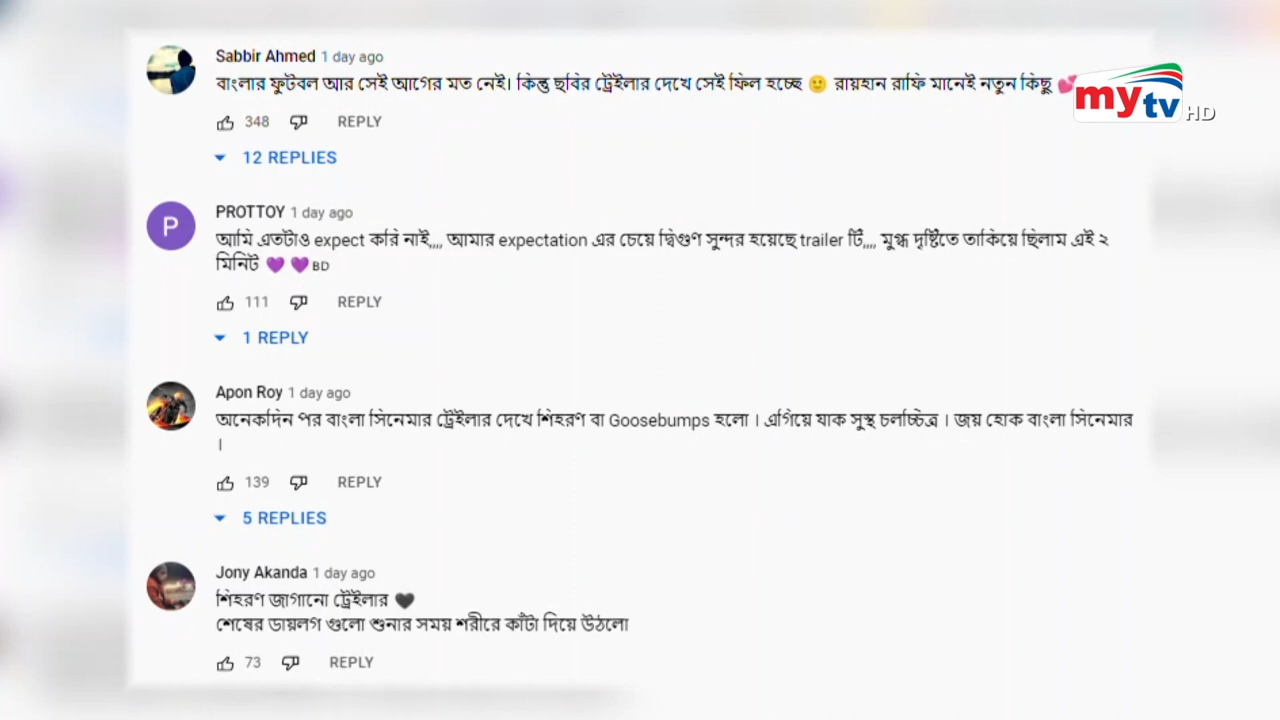 Sabbir Ahmed 1 day ago
বাংলার ফুটবল আর সেই আগের মত নেই। কিন্তু ছবির ট্রেইলার দেখে সেই ফিল হচ্ছে 🙂 রায়হান রাফি মানেই নতুন কিছু 💕
my tv HD
348 REPLY
12 REPLIES
P
PROTTOY 1 day ago
আমি এতটাও expect করি নাই,,,, আমার expectation এর চেয়ে দ্বিগুণ সুন্দর হয়েছে trailer টি,,,, মুগ্ধ দৃষ্টিতে তাকিয়ে ছিলাম এই ২
মিনিট 💜 💜 BD
111 REPLY
1 REPLY
Apon Roy 1 day ago
অনেকদিন পর বাংলা সিনেমার ট্রেইলার দেখে শিহরণ বা Goosebumps হলো । এগিয়ে যাক সুস্থ চলচ্চিত্র । জয় হোক বাংলা সিনেমার
।
139 REPLY
5 REPLIES
Jony Akanda 1 day ago
শিহরণ জাগানো ট্রেইলার 🖤
শেষের ডায়লগ গুলো শুনার সময় শরীরে কাঁটা দিয়ে উঠলো
73 REPLY